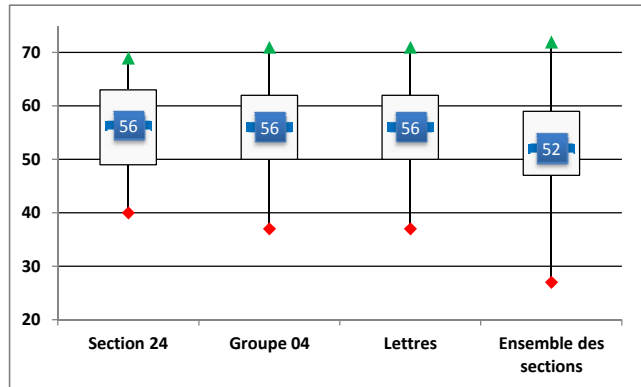 70
60
50
40
30
20
56
56
56
52
Section 24
Groupe 04
Lettres
Ensemble des
sections